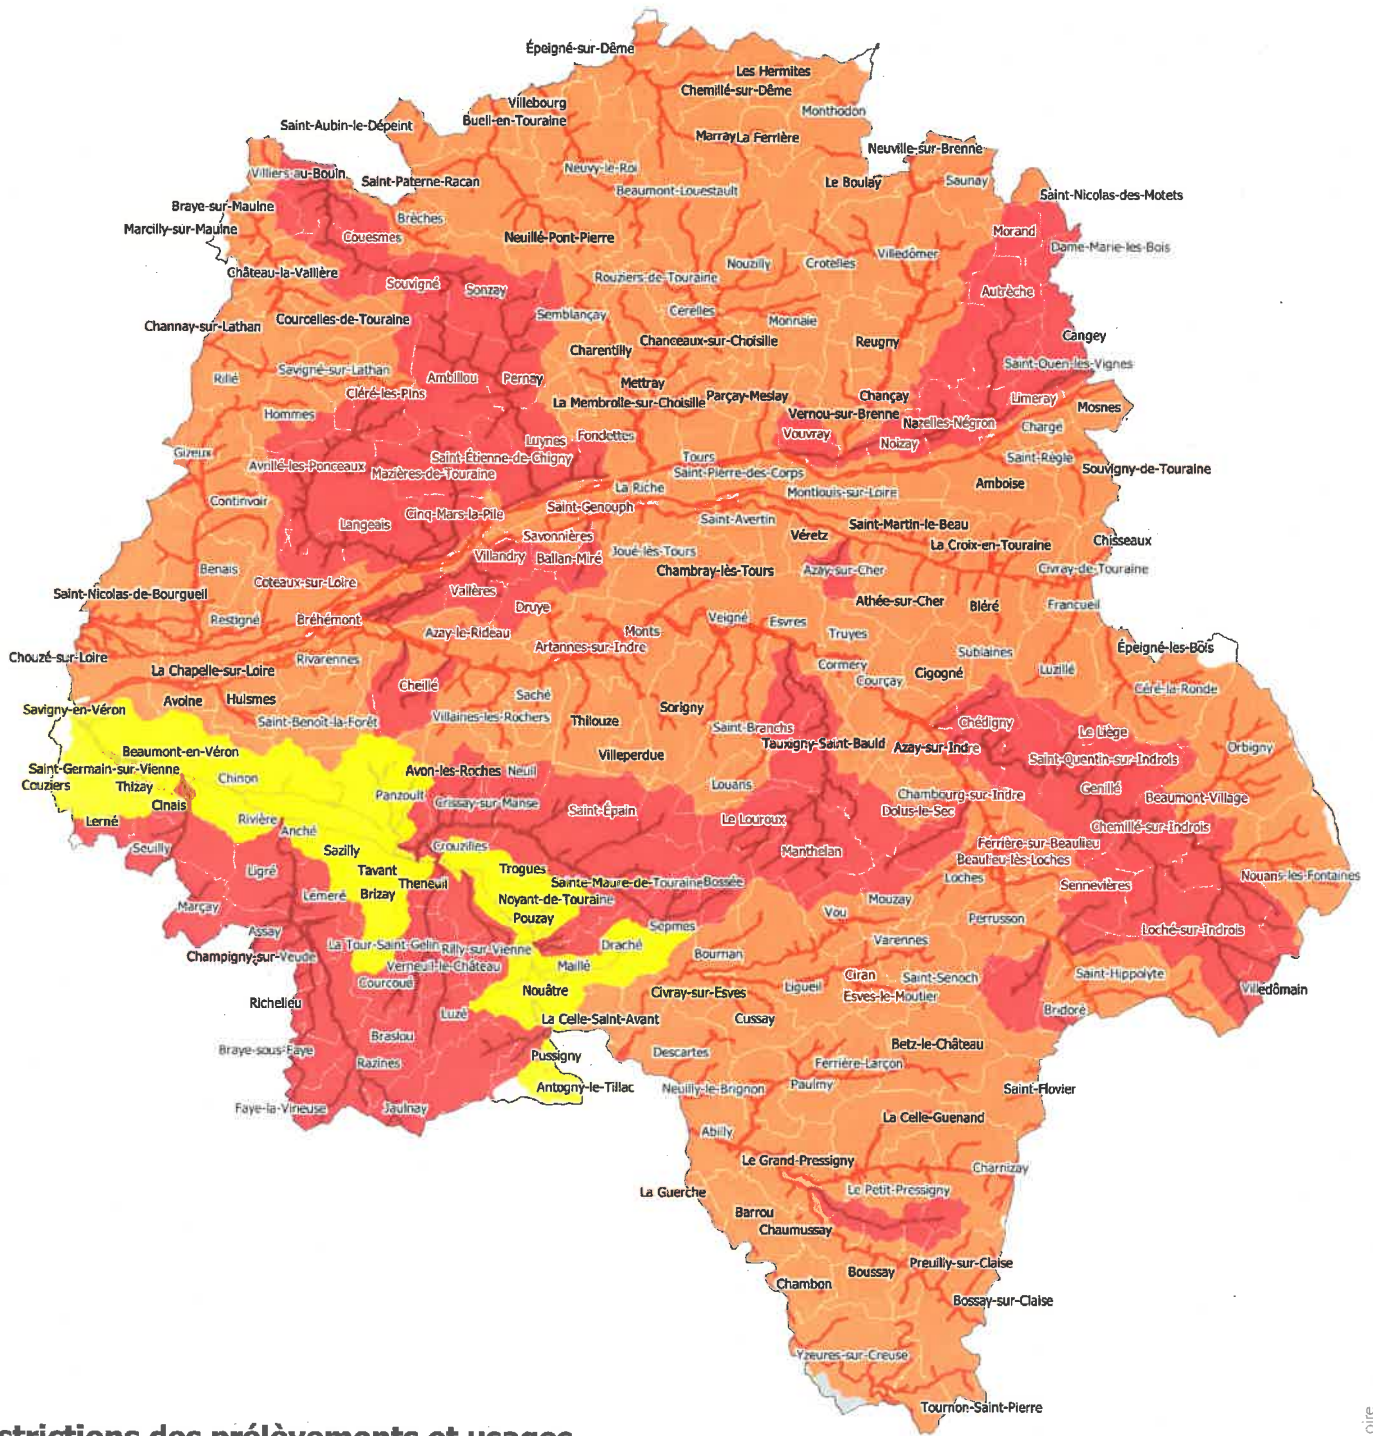 Épeigné-sur-Dême
Les Hermites
Chemillé-sur-Dême
Villebourg
Monthodon
Bueil-en-Touraine
Saint-Aubin-le-Dépeint
Marray
La Ferrière
Neuville-sur-Brenne
Villiers-au-Bouin
Neuvy-le-Roi
Saint-Paterne-Racan
Le Boulay
Saunay
Beaumont-Louestault
Saint-Nicolas-des-Motets
Braye-sur-Maulne
Brèches
Marcilly-sur-Maulne
Couesmes
Neuillé-Pont-Pierre
Morand
Dame-Marie-les-Bois
Villedômer
Nouzilly
Crotelles
Château-la-Vallière
Rouziers-de-Touraine
Souvigné
Sonzay
Autrèche
Semblançay
Cerelles
Monnaie
Courcelles-de-Touraine
Channay-sur-Lathan
Cangey
Chanceaux-sur-Choisille
Reugny
Charentilly
Saint-Ouen-les-Vignes
Savigné-sur-Lathan
Rillé
Ambillou
Pernay
Mettray
Cléré-les-Pins
Parçay-Meslay
Chançay
Limeray
La Membrolle-sur-Choisille
Mosnes
Hommes
Vernou-sur-Brenne
Nazelles-Négron
Chargé
Vouvray
Luynes
Fondettes
Noizay
Gizeux
Saint-Étienne-de-Chigny
Tours
Saint-Règle
Avrillé-les-Ponceaux
Mazières-de-Touraine
Saint-Pierre-des-Corps
Souvigny-de-Touraine
La Riche
Amboise
Montlouis-sur-Loire
Continvoir
Saint-Genouph
Cinq-Mars-la-Pile
Saint-Avertin
Langeais
Saint-Martin-le-Beau
Savonnières
Véretz
Chisseaux
La Croix-en-Touraine
Villandry
Ballan-Miré
Joué-lès-Tours
Benais
Chambray-lès-Tours
Azay-sur-Cher
Civray-de-Touraine
Coteaux-sur-Loire
Saint-Nicolas-de-Bourgueil
Vallères
Athée-sur-Cher
Bléré
Francueil
Druye
Restigné
Bréhémont
Veigné
Esvres
Azay-le-Rideau
Monts
Truyes
Artannes-sur-Indre
Épeigné-les-Bois
Chouzé-sur-Loire
Rivarennes
Sublaines
La Chapelle-sur-Loire
Cormery
Cigogné
Luzillé
Courçay
Cheillé
Céré-la-Ronde
Avoine
Huismes
Saché
Savigny-en-Véron
Sorigny
Saint-Benoît-la-Forêt
Villaines-les-Rochers
Thilouze
Chédigny
Saint-Branchs
Le Liège
Tauxigny-Saint-Bauld
Azay-sur-Indre
Orbigny
Beaumont-en-Véron
Villeperdue
Saint-Quentin-sur-Indrois
Saint-Germain-sur-Vienne
Avon-les-Roches
Neuil
Chinon
Couziers
Thizay
Louans
Genillé
Panzoult
Chambourg-sur-Indre
Beaumont-Village
Cinais
Crissay-sur-Manse
Saint-Épain
Dolus-le-Sec
Lerné
Rivière
Le Louroux
Chemillé-sur-Indrois
Anché
Ferrière-sur-Beaulieu
Seuilly
Sazilly
Crouzilles
Manthelan
Beaulieu-lès-Loches
Ligré
Tavant
Trogues
Loches
Nouans-les-Fontaines
Theneuil
Sainte-Maure-de-Touraine
Bossée
Sennevières
Lémeré
Brizay
Noyant-de-Touraine
Mouzay
Marçay
Pouzay
Vou
Perrusson
Sepmes
Assay
Loché-sur-Indrois
La Tour-Saint-Gelin
Rilly-sur-Vienne
Draché
Varennes
Champigny-sur-Veude
Bournan
Verneuil-le-Château
Maillé
Ciran
Saint-Senoch
Saint-Hippolyte
Courcoué
Ligueil
Nouâtre
Civray-sur-Esves
Esves-le-Moutier
Villedômain
Richelieu
Bridoré
Luzé
La Celle-Saint-Avant
Cussay
Braslou
Betz-le-Château
Braye-sous-Faye
Pussigny
Descartes
Razines
Ferrière-Larçon
Antogny-le-Tillac
Neuilly-le-Brignon
Paulmy
Saint-Flovier
Faye-la-Vineuse
Jaulnay
La Celle-Guenand
Abilly
Le Grand-Pressigny
Charnizay
La Guerche
Le Petit-Pressigny
Barrou
Chaumussay
Preuilly-sur-Claise
Boussay
Chambon
Bossay-sur-Claise
Yzeures-sur-Creuse
Tournon-Saint-Pierre
strictions des prélèvements et usages
oire